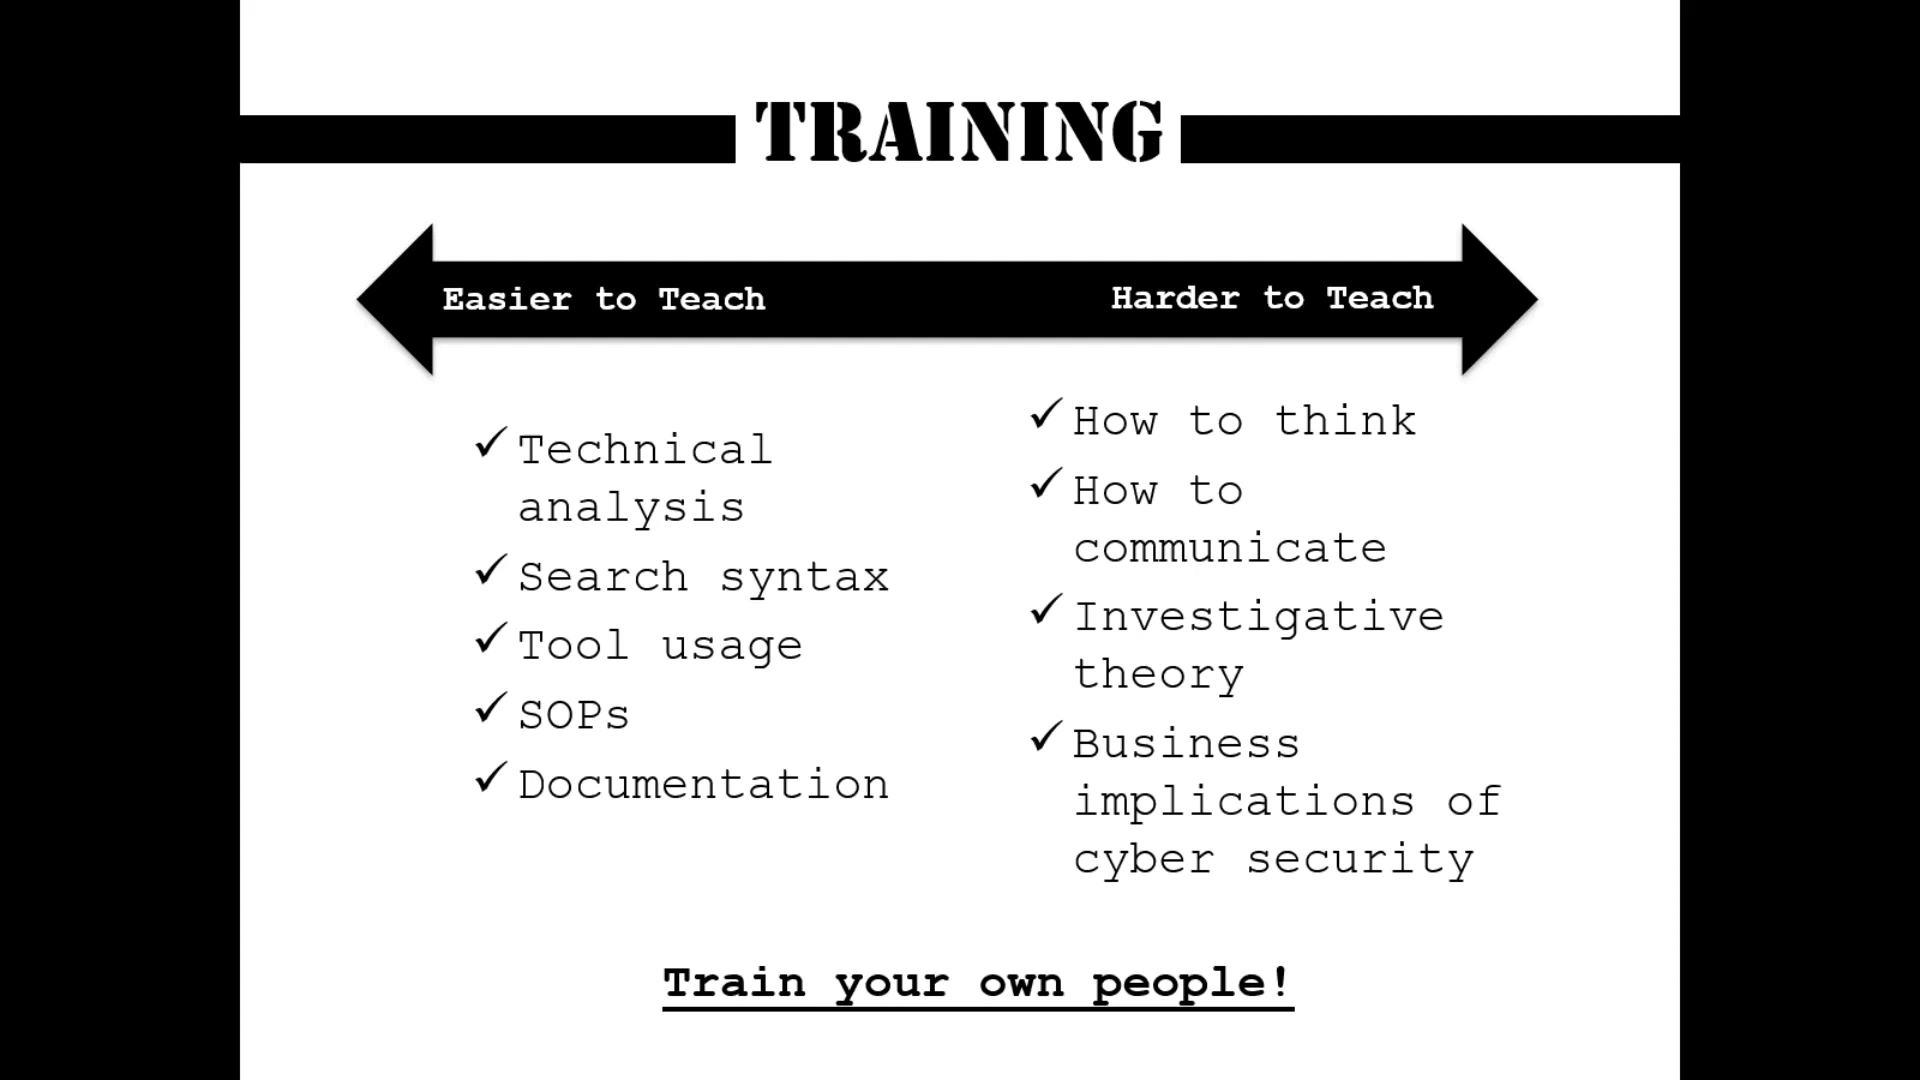 TRAINING
Easier to Teach
Harder to Teach
Technical
analysis
Search syntax
Tool usage
SOPs
Documentation
How to think
How to
communicate
Investigative
theory
Business
implications of
cyber security
Train your own people!